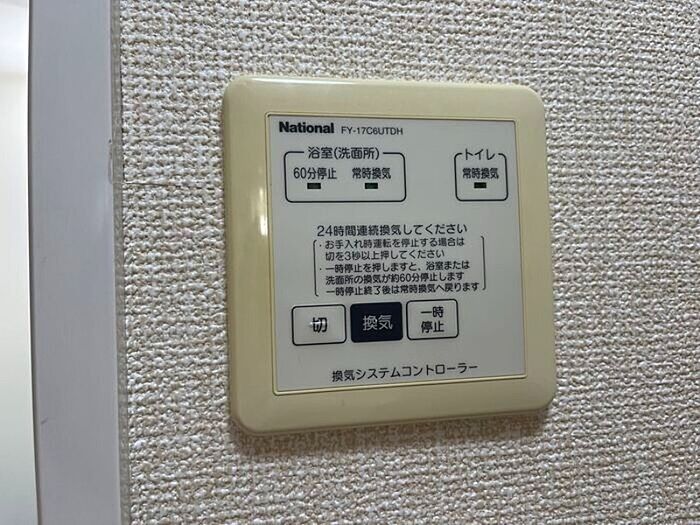 National FY-17C6UTDH
浴室(洗面所)
60分停止 常時換気
トイレ
常時換気
24時間連続換気してください
・お手入れ時運転を停止する場合は
切を3秒以上押してください
・一時停止を押しますと、浴室または
洗面所の換気が約60分停止します
一時停止終了後は常時換気へ戻ります
切 換気 一時
停止
換気システムコントローラー